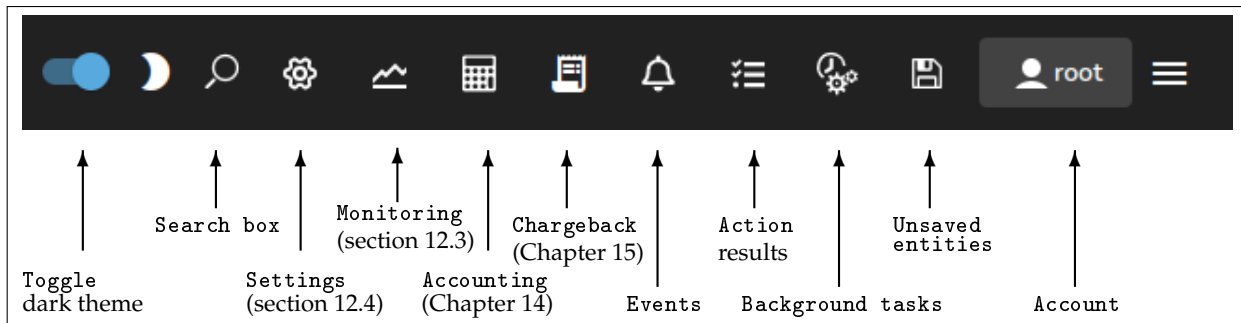 root
Search box
Monitoring
(section 12.3)
Chargeback
(Chapter 15)
Action
results
Unsaved
entities
Toggle
dark theme
Settings
(section 12.4)
Accounting
(Chapter 14)
Events
Background tasks
Account